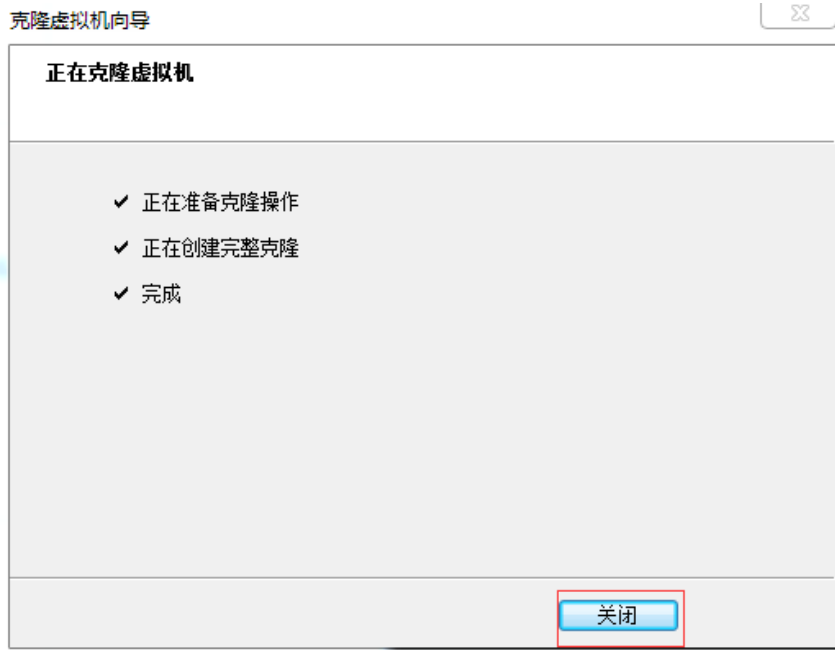 克隆虚拟机向导
正在克隆虚拟机
正在准备克隆操作
正在创建完整克隆
完成
关闭